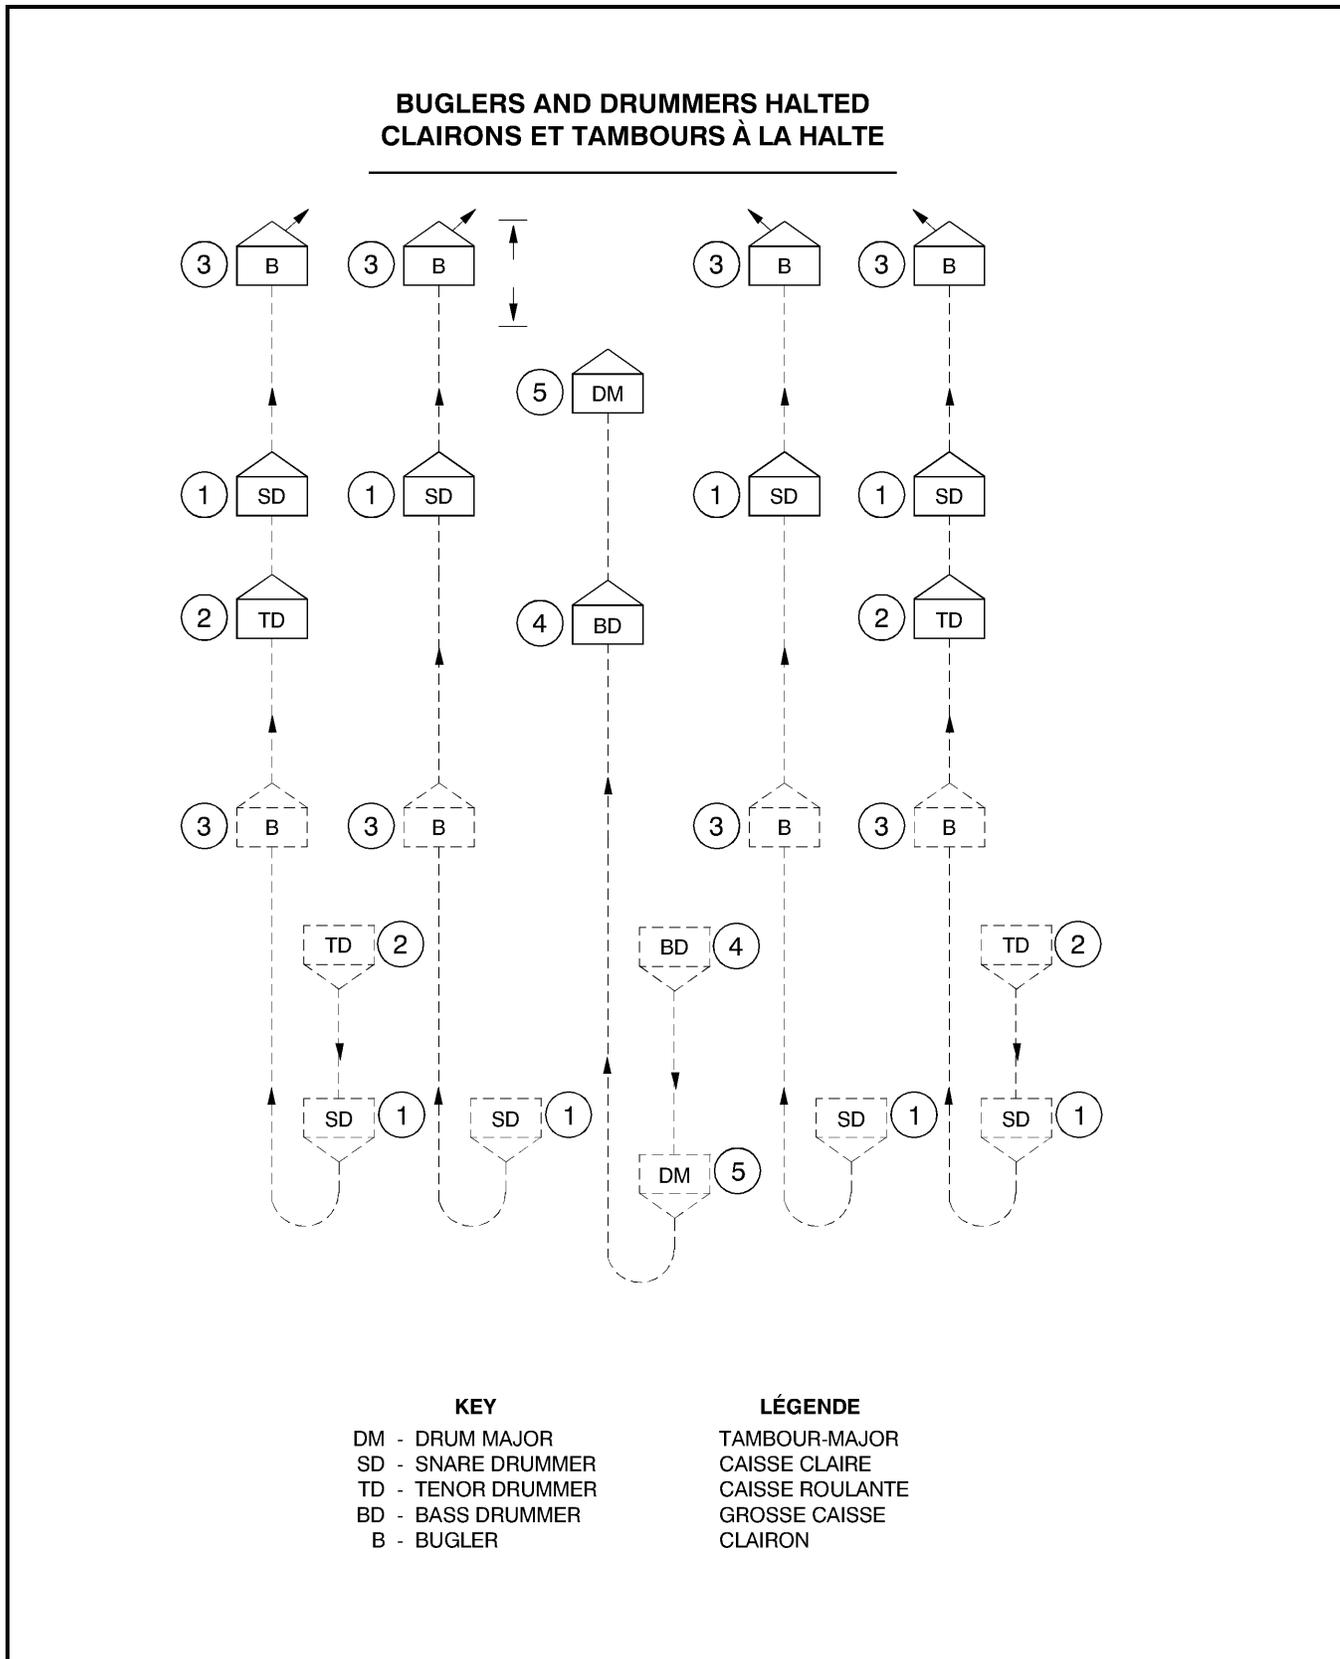 BUGLERS AND DRUMMERS HALTED
CLAIRONS ET TAMBOURS À LA HALTE
3 B 3 B 3 B 3 B
5 DM
1 SD 1 SD 1 SD 1 SD
2 TD 4 BD 2 TD
3 B 3 B 3 B 3 B
TD 2 BD 4 TD 2
SD 1 SD 1 SD 1 SD 1
DM 5
KEY LÉGENDE
DM - DRUM MAJOR TAMBOUR-MAJOR
SD - SNARE DRUMMER CAISSE CLAIRE
TD - TENOR DRUMMER CAISSE ROULANTE
BD - BASS DRUMMER GROSSE CAISSE
B - BUGLER CLAIRON